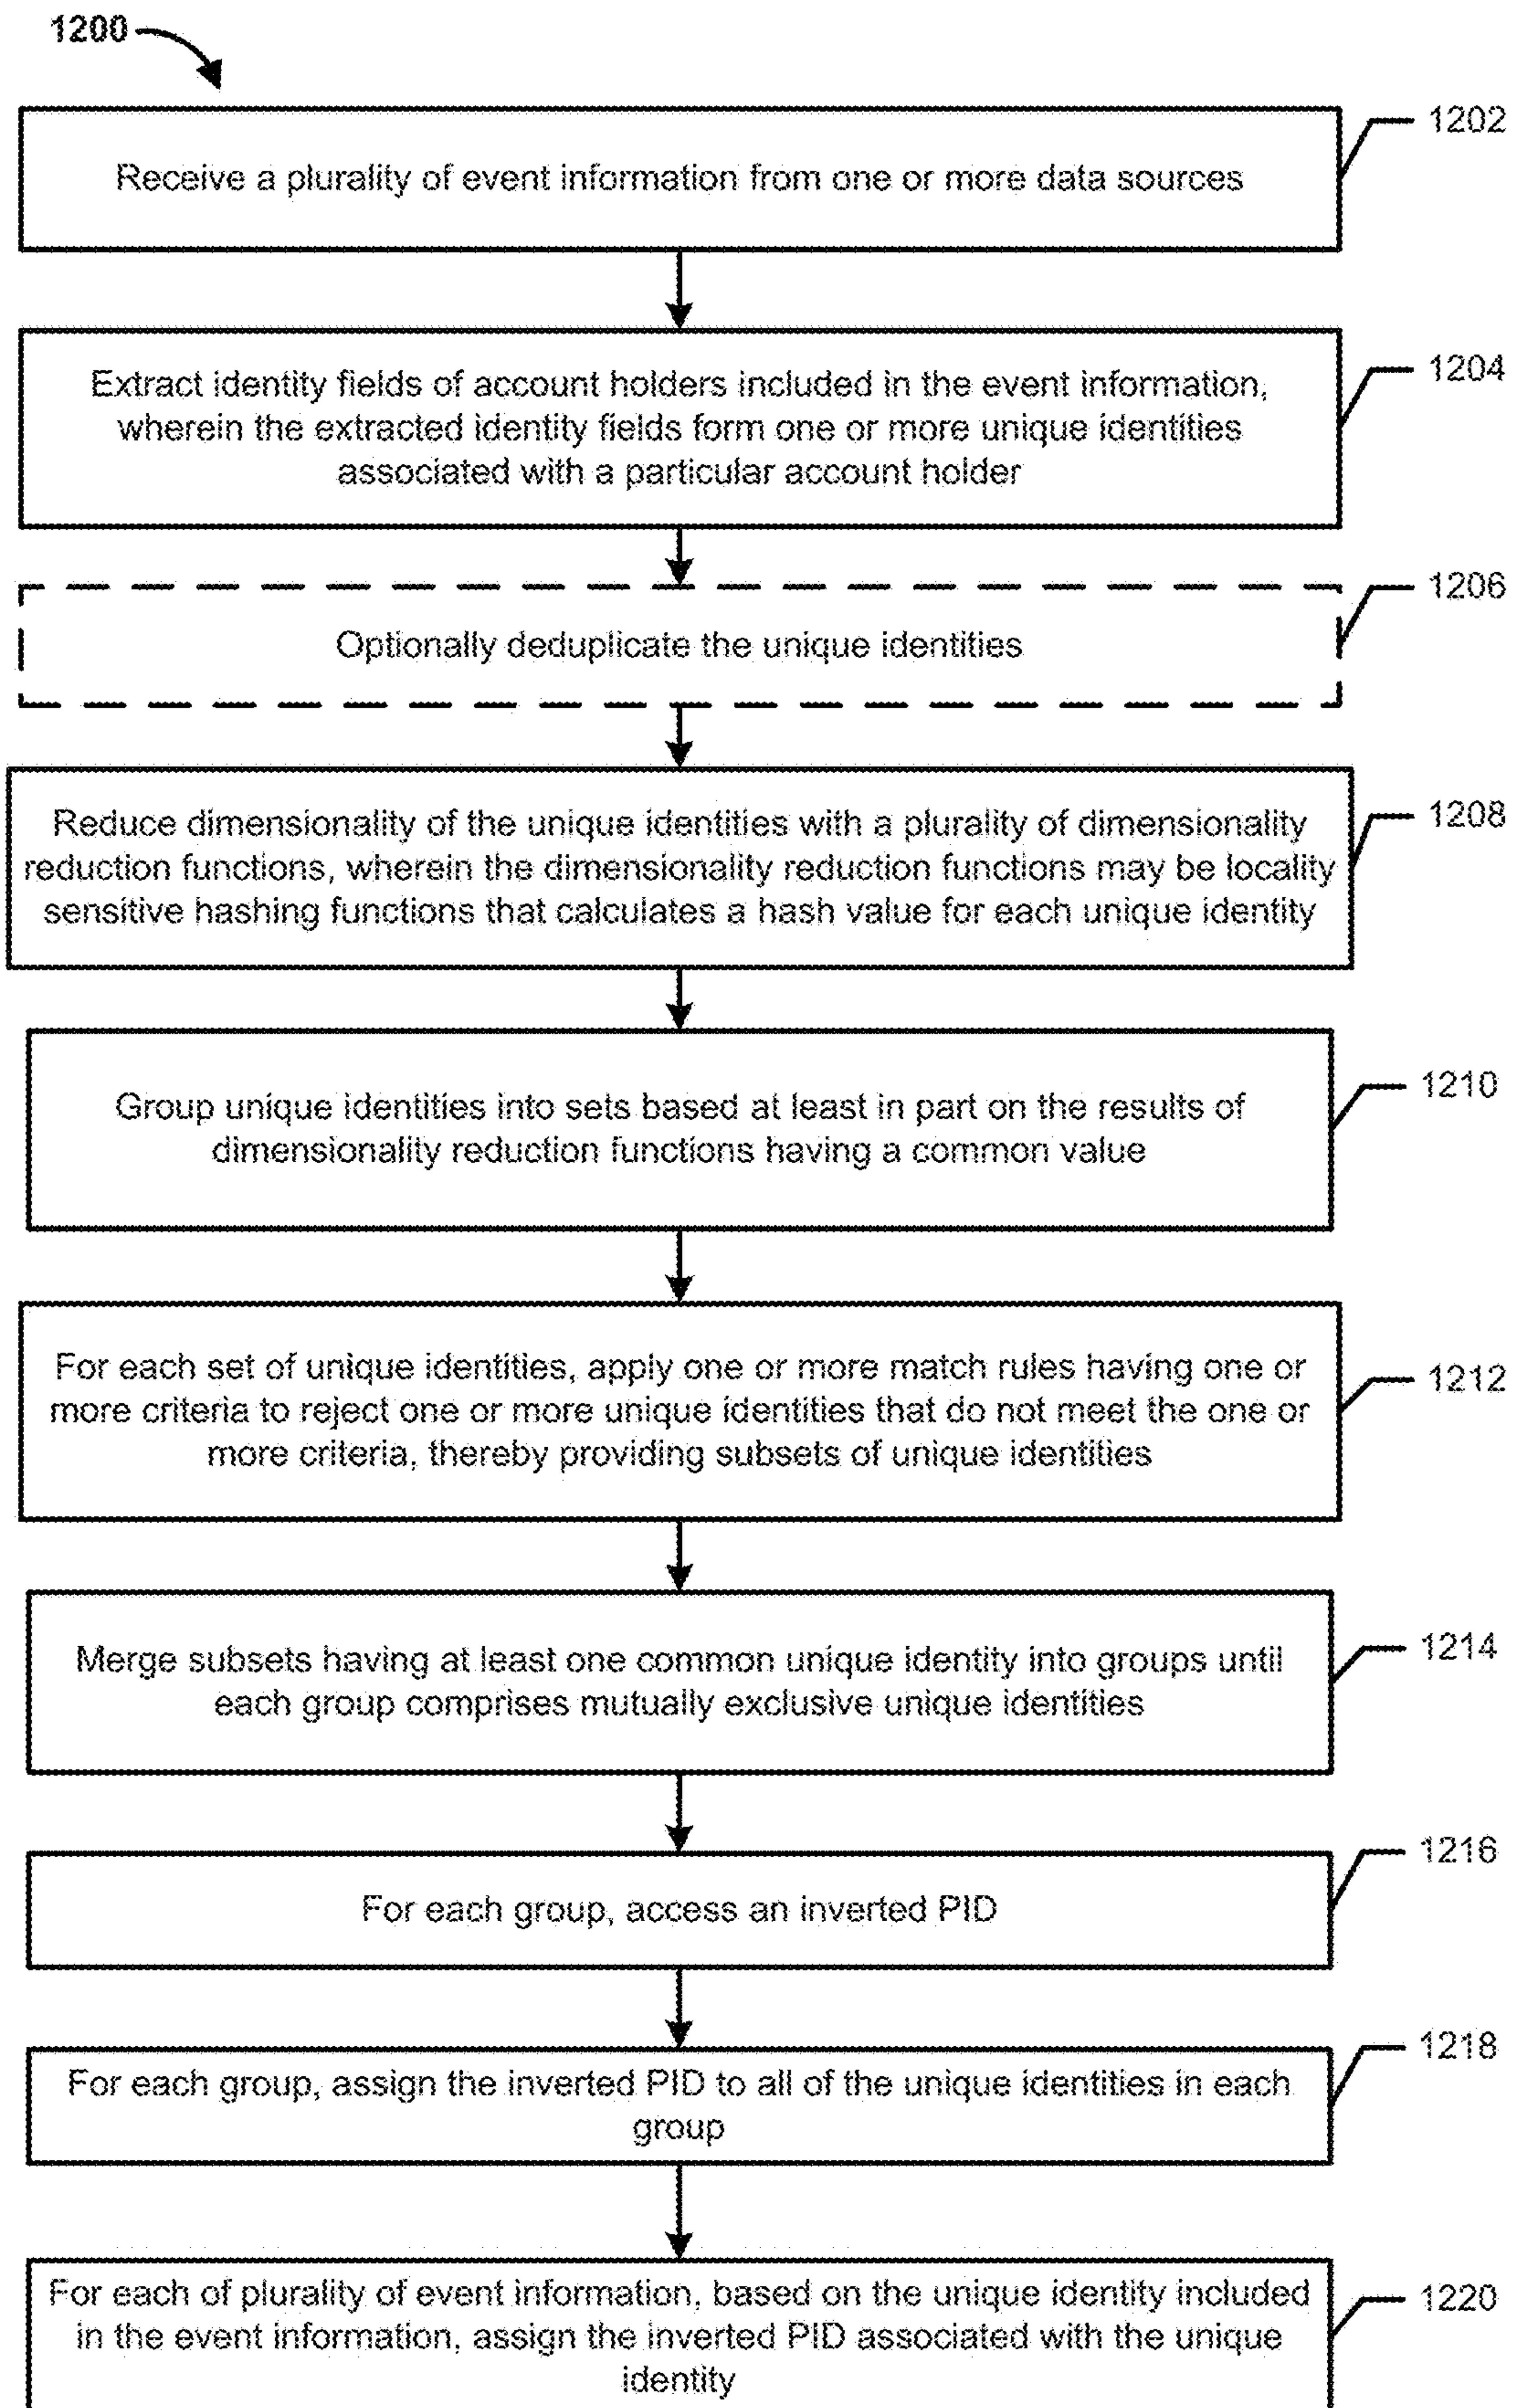 1200
1202
Receive a plurality of event information from one or more data sources
1204
Extract identity fields of account holders included in the event information,
wherein the extracted identity fields form one or more unique identities
associated with a particular account holder
1206
Optionally deduplicate the unique identities
1208
Reduce dimensionality of the unique identities with a plurality of dimensionality
reduction functions, wherein the dimensionality reduction functions may be locality
sensitive hashing functions that calculates a hash value for each unique identity
1210
Group unique identities into sets based at least in part on the results of
dimensionality reduction functions having a common value
1212
For each set of unique identities, apply one or more match rules having one or
more criteria to reject one or more unique identities that do not meet the one or
more criteria, thereby providing subsets of unique identities
1214
Merge subsets having at least one common unique identity into groups until
each group comprises mutually exclusive unique identities
1216
For each group, access an inverted PID
1218
For each group, assign the inverted PID to all of the unique identities in each
group
1220
For each of plurality of event information, based on the unique identity included
in the event information, assign the inverted PID associated with the unique
identity